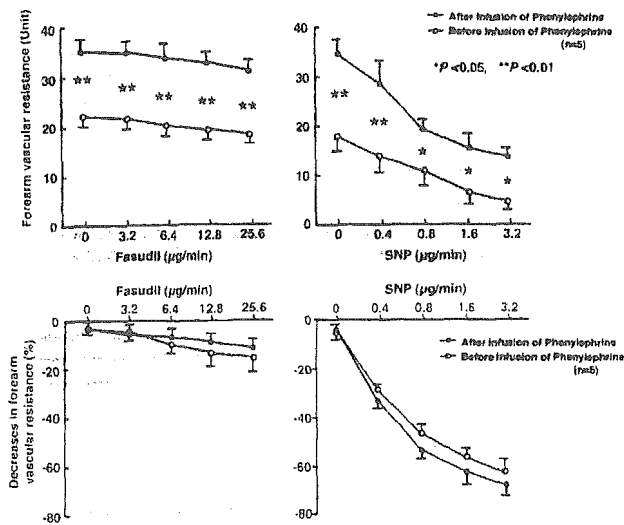 Forearm vascular resistance (Unit)
40
30
20
10
0
** ** ** ** **
0 3.2 6.4 12.8 25.6
Fasudil (µg/min)
40
30
20
10
0
After Infusion of Phenylephrine
Before Infusion of Phenylephrine
(n=5)
*P <0.05, **P <0.01
** ** * * *
0 0.4 0.8 1.6 3.2
SNP (µg/min)
Decreases in forearm
vascular resistance (%)
Fasudil (µg/min)
0 3.2 6.4 12.8 25.6
0
-20
-40
-60
-80
SNP (µg/min)
0 0.4 0.8 1.6 3.2
0
-20
-40
-60
-80
After Infusion of Phenylephrine
Before Infusion of Phenylephrine
(n=5)